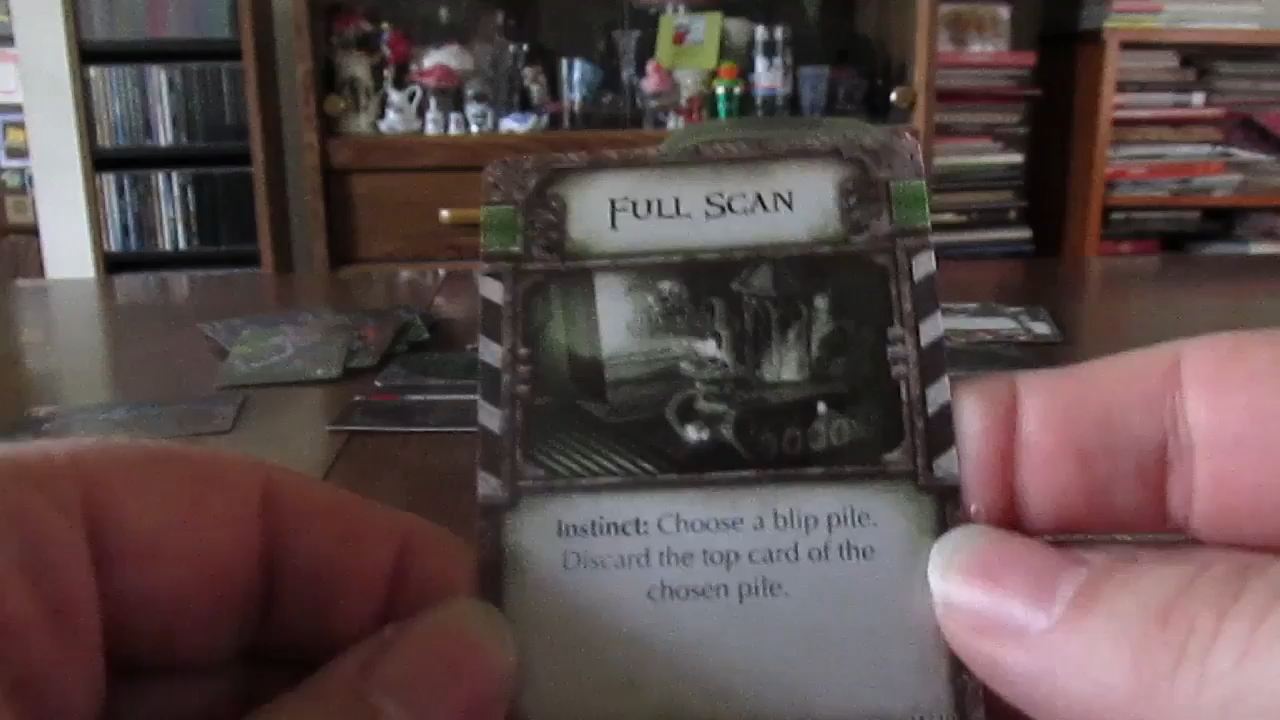 FULL SCAN
Instinct: Choose a blip pile.
Discard the top card of the
chosen pile.